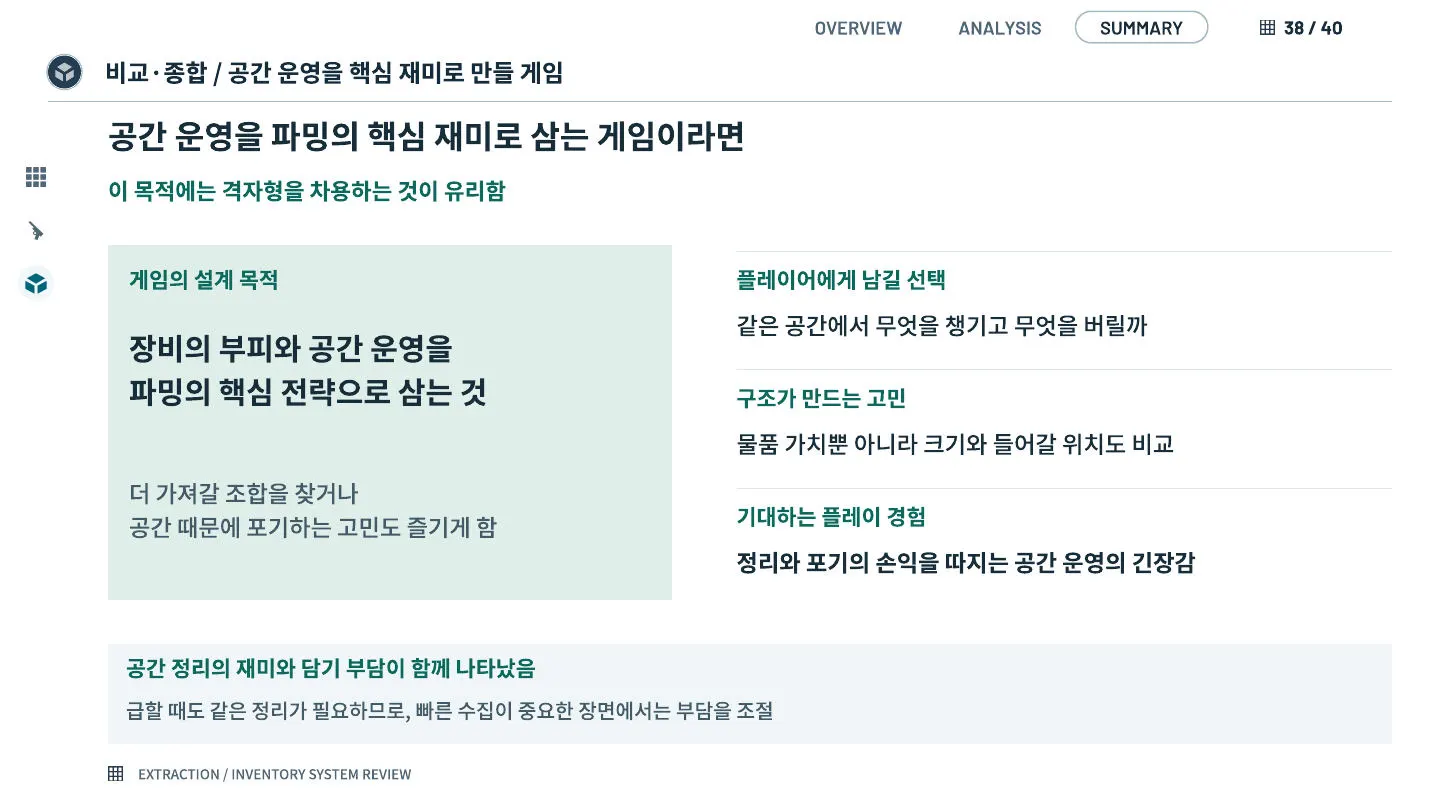 OVERVIEW
ANALYSIS
SUMMARY
38 / 40
비교·종합 / 공간 운영을 핵심 재미로 만들 게임
공간 운영을 파밍의 핵심 재미로 삼는 게임이라면
이 목적에는 격자형을 차용하는 것이 유리함
게임의 설계 목적
장비의 부피와 공간 운영을
파밍의 핵심 전략으로 삼는 것
더 가져갈 조합을 찾거나
공간 때문에 포기하는 고민도 즐기게 함
플레이어에게 남길 선택
같은 공간에서 무엇을 챙기고 무엇을 버릴까
구조가 만드는 고민
물품 가치뿐 아니라 크기와 들어갈 위치도 비교
기대하는 플레이 경험
정리와 포기의 손익을 따지는 공간 운영의 긴장감
공간 정리의 재미와 담기 부담이 함께 나타났음
급할 때도 같은 정리가 필요하므로, 빠른 수집이 중요한 장면에서는 부담을 조절
EXTRACTION / INVENTORY SYSTEM REVIEW